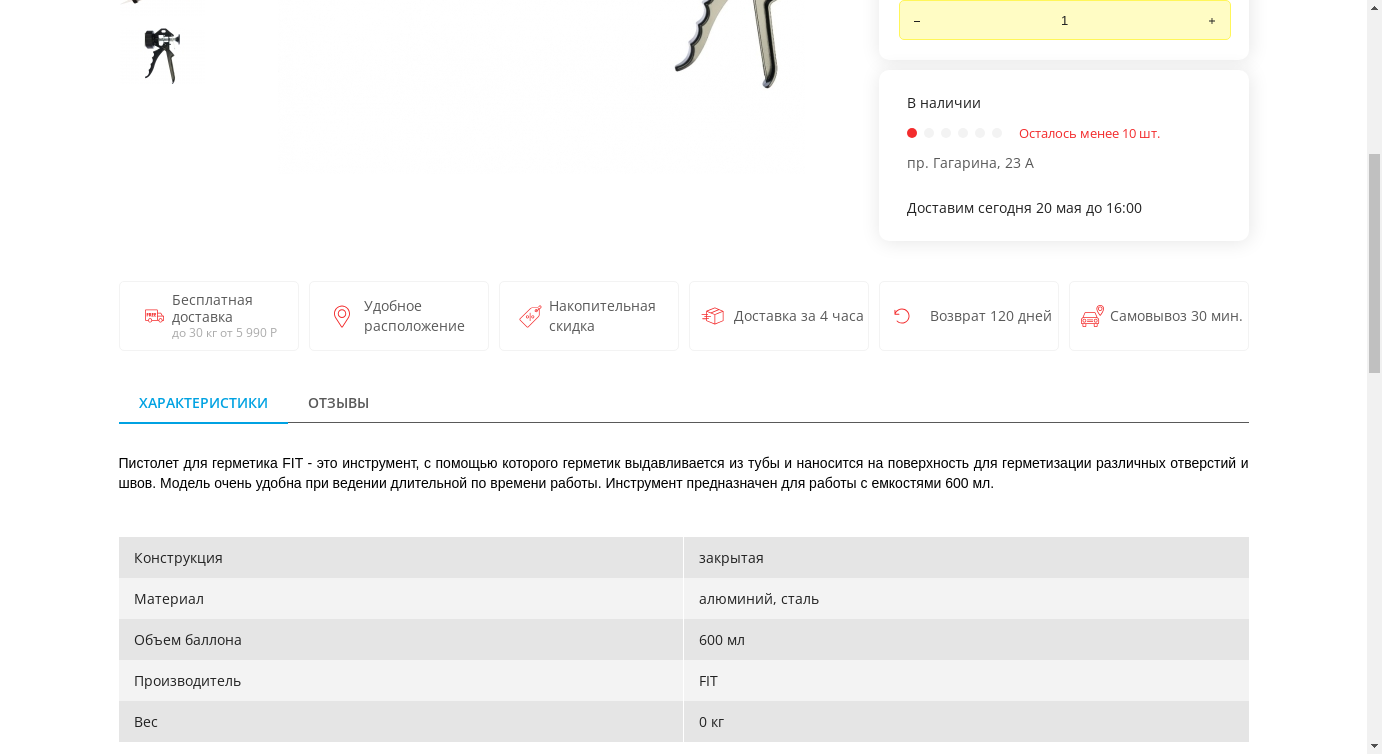 – 1 +
В наличии
Осталось менее 10 шт.
пр. Гагарина, 23 А
Доставим сегодня 20 мая до 16:00
Бесплатная
доставка
до 30 кг от 5 990 Р
Удобное
расположение
Накопительная
скидка
Доставка за 4 часа
Возврат 120 дней
Самовывоз 30 мин.
ХАРАКТЕРИСТИКИ ОТЗЫВЫ
Пистолет для герметика FIT - это инструмент, с помощью которого герметик выдавливается из тубы и наносится на поверхность для герметизации различных отверстий и
швов. Модель очень удобна при ведении длительной по времени работы. Инструмент предназначен для работы с емкостями 600 мл.
Конструкция закрытая
Материал алюминий, сталь
Объем баллона 600 мл
Производитель FIT
Вес 0 кг